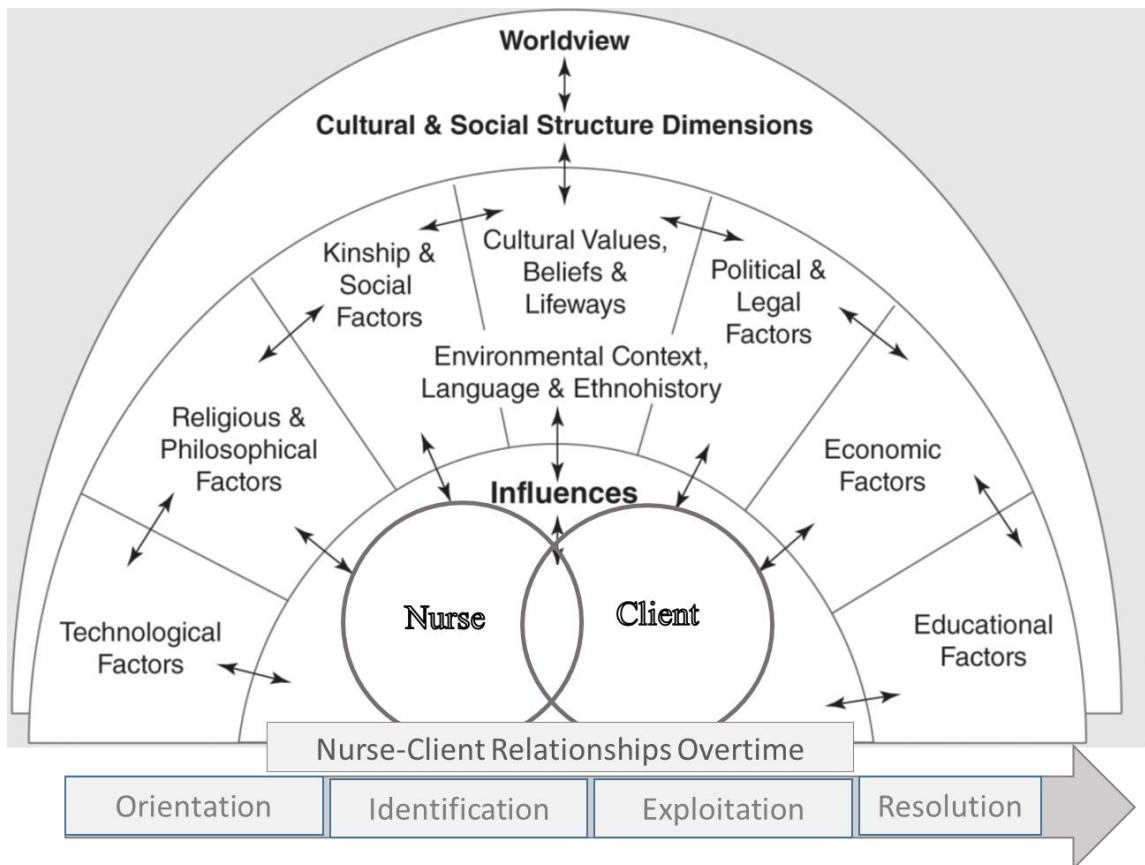 Worldview
Cultural & Social Structure Dimensions
Kinship &
Social
Factors
Cultural Values,
Beliefs &
Lifeways
Political &
Legal
Factors
Environmental Context,
Language & Ethnohistory
Religious &
Philosophical
Factors
Economic
Factors
Influences
Nurse
Client
Technological
Factors
Educational
Factors
Nurse-Client Relationships Overtime
Orientation
Identification
Exploitation
Resolution